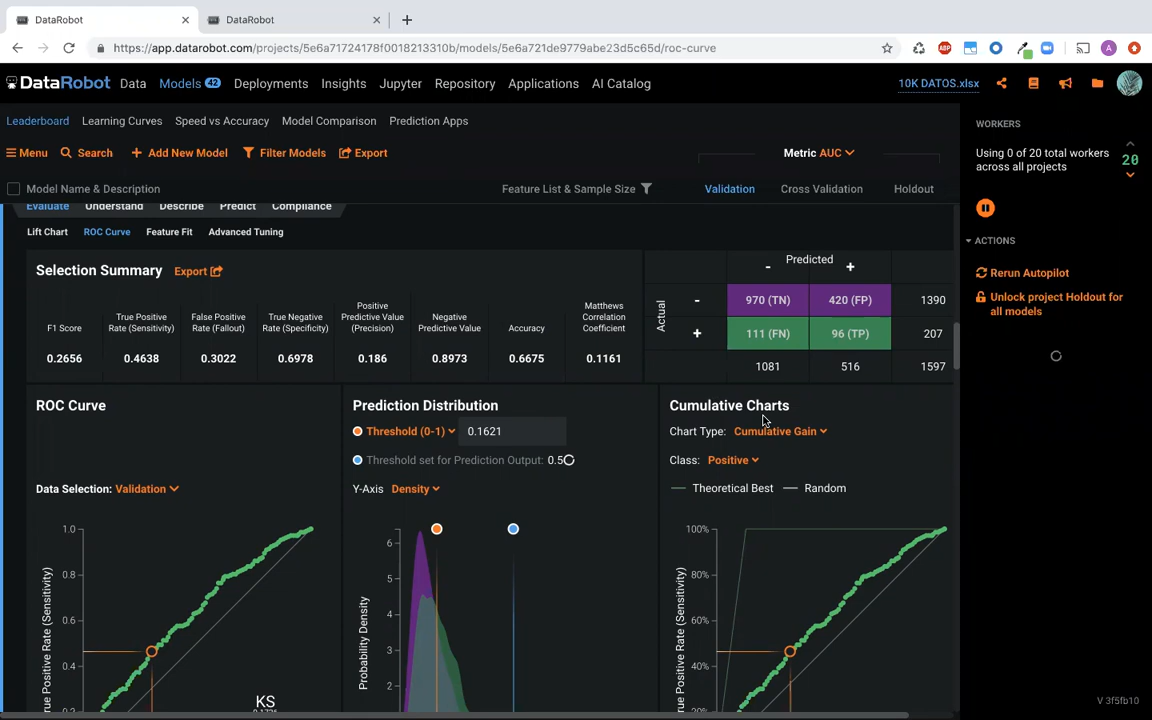 DataRobot
DataRobot
https://app.datarobot.com/projects/5e6a71724178f0018213310b/models/5e6a721de9779abe23d5c65d/roc-curve
ABP
A
DataRobot Data Models 42 Deployments Insights Jupyter Repository Applications AI Catalog 10K DATOS.xlsx
Leaderboard Learning Curves Speed vs Accuracy Model Comparison Prediction Apps
Menu Search Add New Model Filter Models Export Metric AUC
Model Name & Description Feature List & Sample Size Validation Cross Validation Holdout
Evaluate Understand Describe Predict Compliance
Lift Chart ROC Curve Feature Fit Advanced Tuning
Selection Summary Export
F1 Score
0.2656
True Positive
Rate (Sensitivity)
0.4638
False Positive
Rate (Fallout)
0.3022
True Negative
Rate (Specificity)
0.6978
Positive
Predictive Value
(Precision)
0.186
Negative
Predictive Value
0.8973
Accuracy
0.6675
Matthews
Correlation
Coefficient
0.1161
Predicted
- +
Actual
- 970 (TN) 420 (FP) 1390
+ 111 (FN) 96 (TP) 207
1081 516 1597
ROC Curve
Data Selection: Validation
True Positive Rate (Sensitivity)
1.0
0.8
0.6
0.4
0.2
KS
Prediction Distribution
Threshold (0-1) 0.1621
Threshold set for Prediction Output: 0.5
Y-Axis Density
Probability Density
6
5
4
3
2
Cumulative Charts
Chart Type: Cumulative Gain
Class: Positive
Theoretical Best Random
True Positive Rate (Sensitivity)
100%
80%
60%
40%
20%
WORKERS
Using 0 of 20 total workers
across all projects
20
ACTIONS
Rerun Autopilot
Unlock project Holdout for
all models
V 3f5fb10